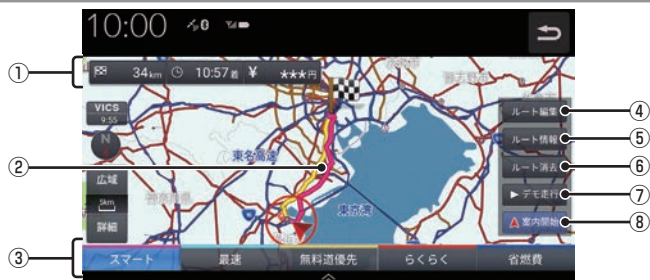 10:00
① 34km 10:57着 ¥ ***円
VICS
9:55
N
② 東名高速
東京湾
広域
5km
詳細
ルート編集 ④
ルート情報 ⑤
ルート消去 ⑥
▶デモ走行 ⑦
案内開始 ⑧
③ スマート 最速 無料道優先 らくらく 省燃費